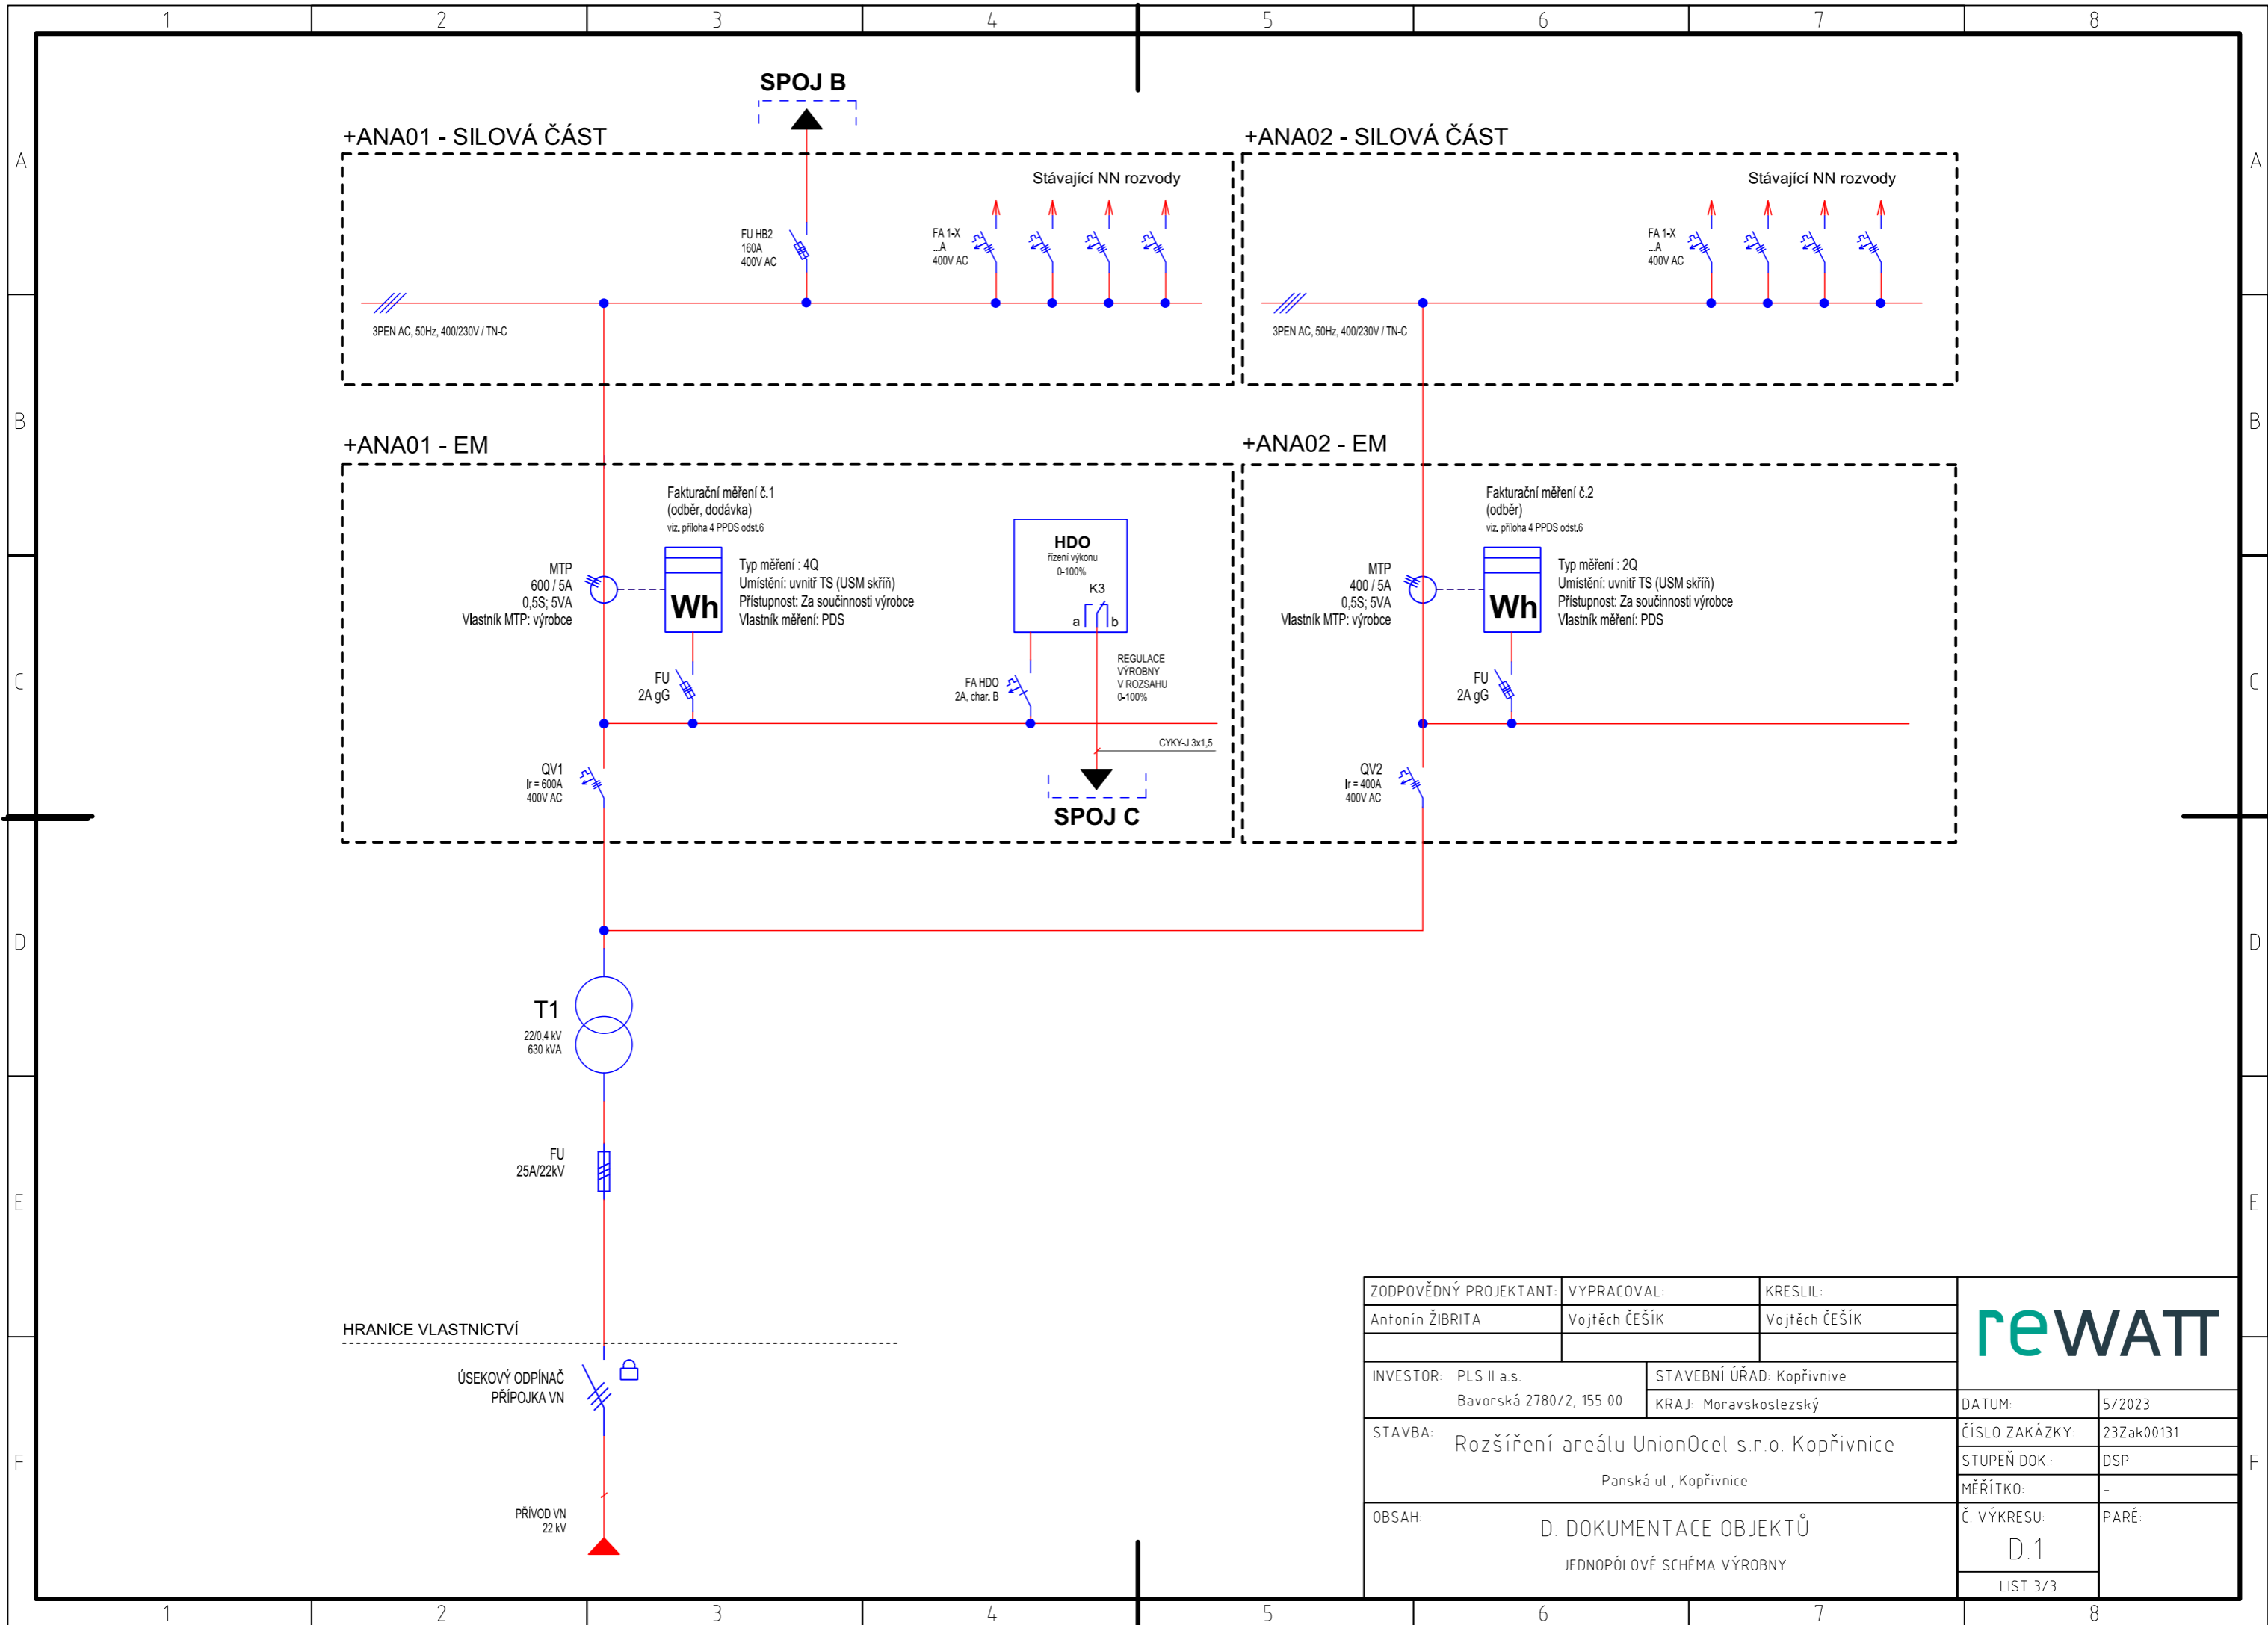 1 2 3 4 5 6 7 8
A
B
C
D
E
F
SPOJ B
+ANA01 - SILOVÁ ČÁST
Stávající NN rozvody
FU HB2
160A
400V AC
FA 1-X
...A
400V AC
3PEN AC, 50Hz, 400/230V / TN-C
+ANA02 - SILOVÁ ČÁST
Stávající NN rozvody
FA 1-X
...A
400V AC
3PEN AC, 50Hz, 400/230V / TN-C
+ANA01 - EM
Fakturační měření č.1
(odběr, dodávka)
viz. příloha 4 PPDS odst.6
MTP
600 / 5A
0,5S; 5VA
Vlastník MTP: výrobce
Wh
Typ měření : 4Q
Umístění: uvnitř TS (USM skříň)
Přístupnost: Za součinnosti výrobce
Vlastník měření: PDS
HDO
řízení výkonu
0-100%
K3
a b
FU
2A gG
FA HDO
2A, char. B
REGULACE
VÝROBNY
V ROZSAHU
0-100%
CYKY-J 3x1,5
QV1
Ir = 600A
400V AC
SPOJ C
+ANA02 - EM
Fakturační měření č.2
(odběr)
viz. příloha 4 PPDS odst.6
MTP
400 / 5A
0,5S; 5VA
Vlastník MTP: výrobce
Wh
Typ měření : 2Q
Umístění: uvnitř TS (USM skříň)
Přístupnost: Za součinnosti výrobce
Vlastník měření: PDS
FU
2A gG
QV2
Ir = 400A
400V AC
T1
22/0,4 kV
630 kVA
FU
25A/22kV
HRANICE VLASTNICTVÍ
ÚSEKOVÝ ODPÍNAČ
PŘÍPOJKA VN
PŘÍVOD VN
22 kV
ZODPOVĚDNÝ PROJEKTANT: VYPRACOVAL: KRESLIL:
Antonín ŽIBRITA Vojtěch ČEŠÍK Vojtěch ČEŠÍK
reWATT
INVESTOR: PLS II a.s.
Bavorská 2780/2, 155 00
STAVEBNÍ ÚŘAD: Kopřivnive
KRAJ: Moravskoslezský
STAVBA: Rozšíření areálu UnionOcel s.r.o. Kopřivnice
Panská ul., Kopřivnice
OBSAH: D. DOKUMENTACE OBJEKTŮ
JEDNOPÓLOVÉ SCHÉMA VÝROBNY
DATUM: 5/2023
ČÍSLO ZAKÁZKY: 23Zak00131
STUPEŇ DOK.: DSP
MĚŘÍTKO: -
Č. VÝKRESU: PARÉ:
D.1
LIST 3/3
A
B
C
D
E
F
1 2 3 4 5 6 7 8